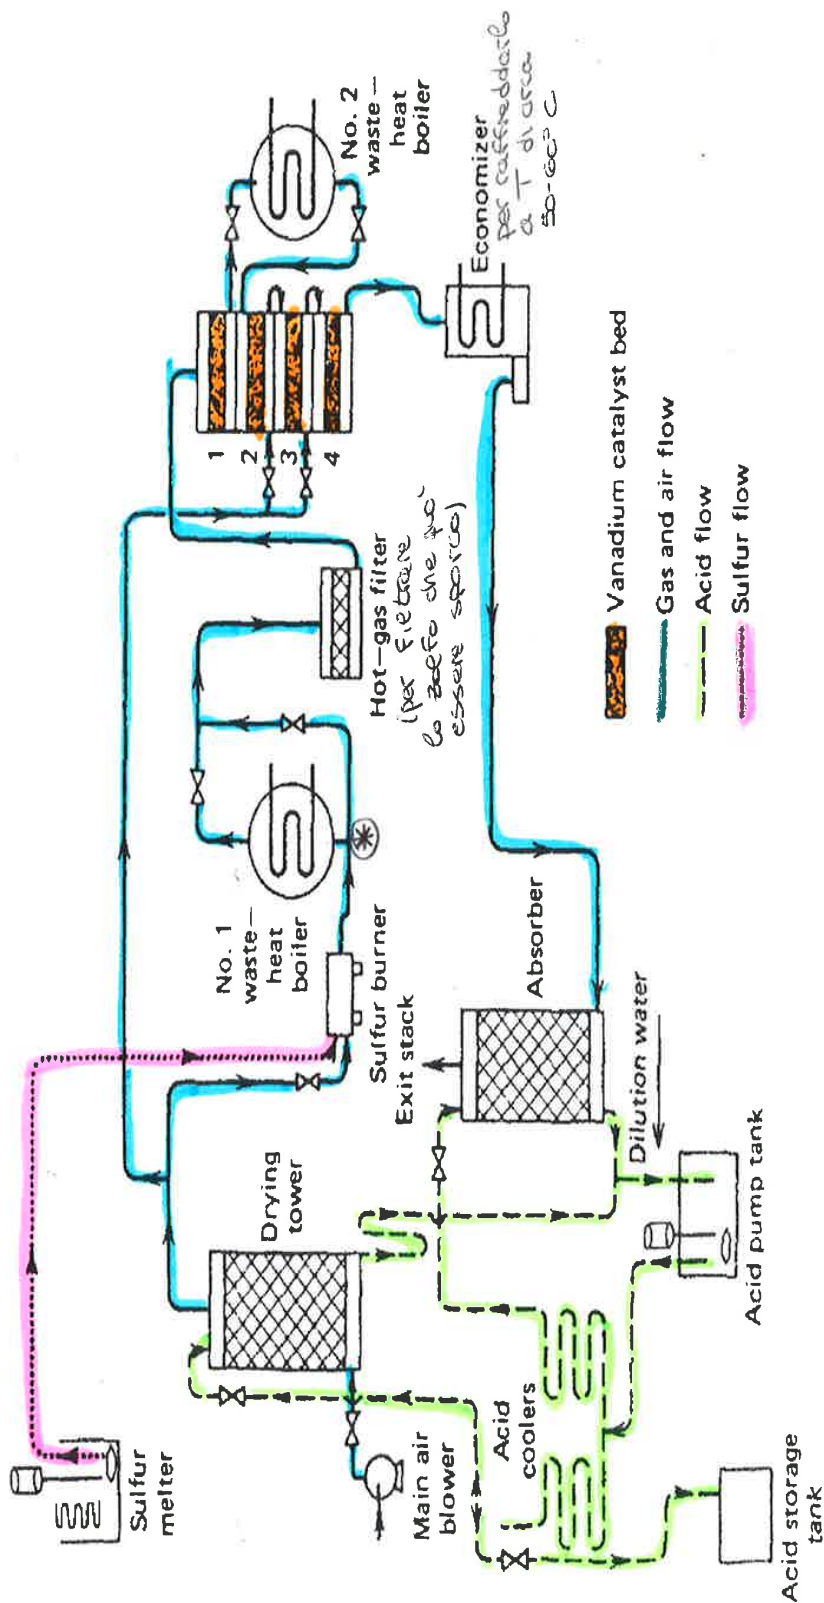 Sulfur
melter
Main air
blower
Drying
tower
Acid
coolers
Acid storage
tank
Acid pump tank
Dilution water
Exit stack
Absorber
Sulfur burner
No. 1
waste—
heat
boiler
Hot—gas filter
(per filtrare
lo zolfo che può
essere sporco)
1
2
3
4
No. 2
waste—
heat
boiler
Economizer
per raffreddarlo
a T di circa
50-60° C
Vanadium catalyst bed
Gas and air flow
Acid flow
Sulfur flow